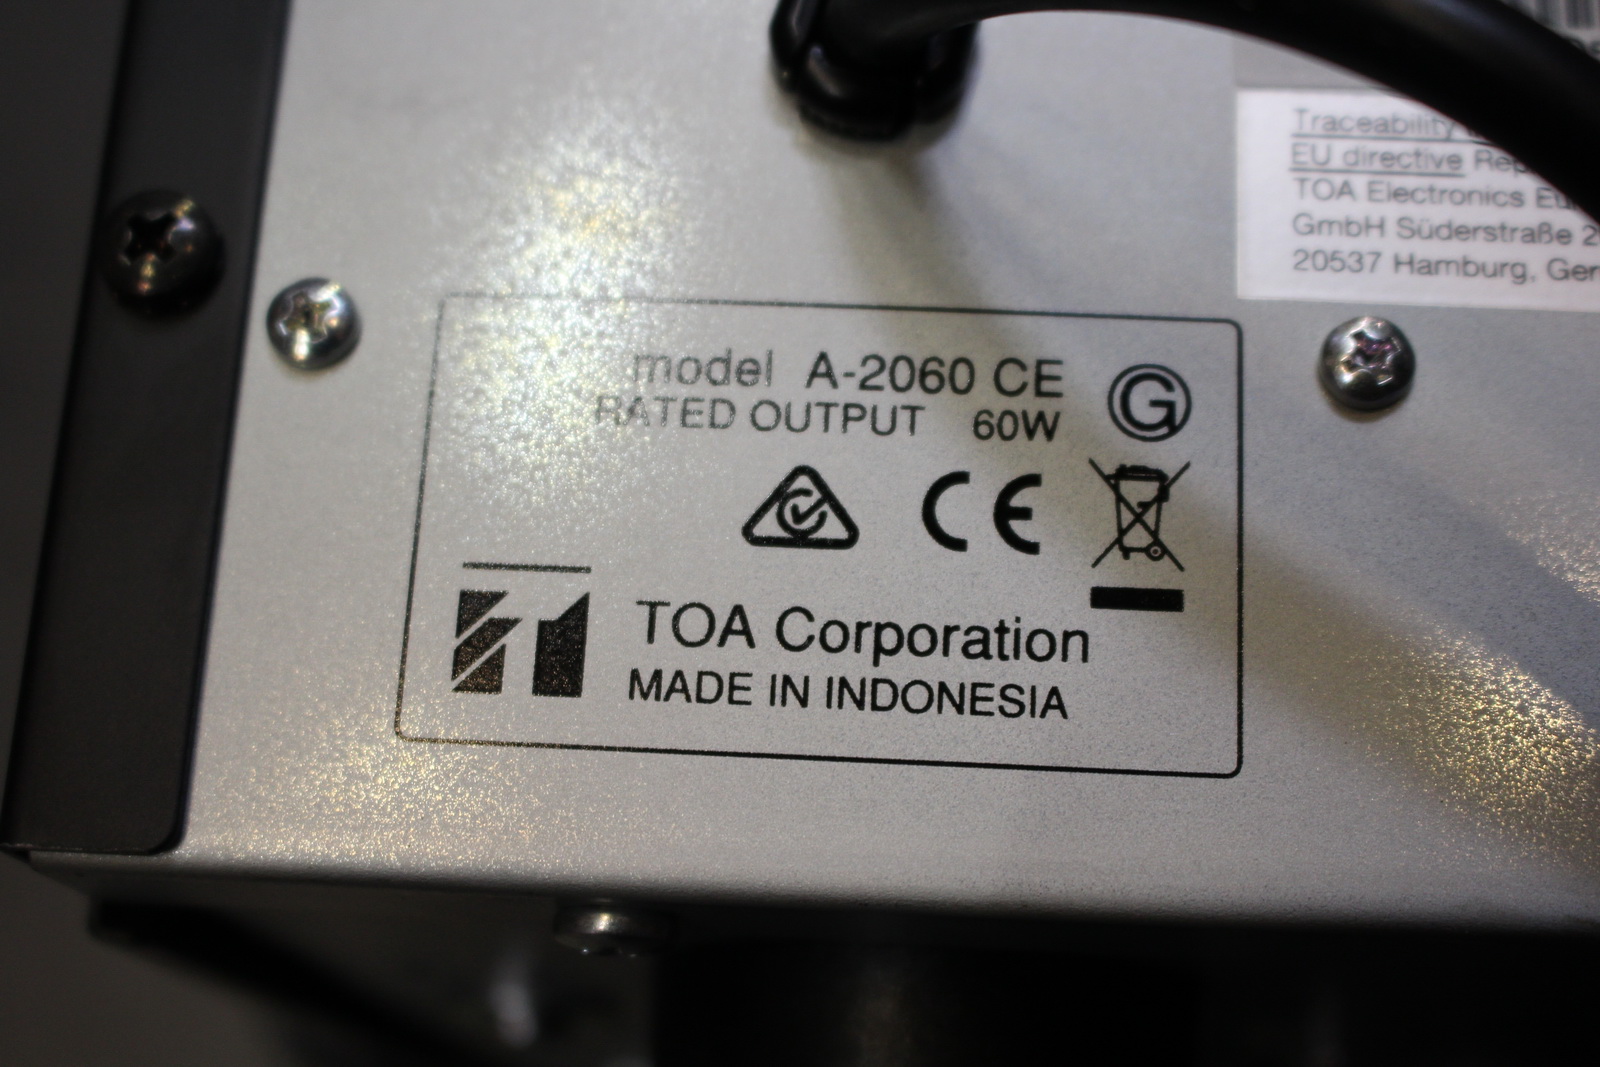 Traceability
EU directive
TOA Electronics
GmbH Süderstraße
20537 Hamburg,
model A-2060 CE
G
RATED OUTPUT 60W
CE
TOA Corporation
MADE IN INDONESIA